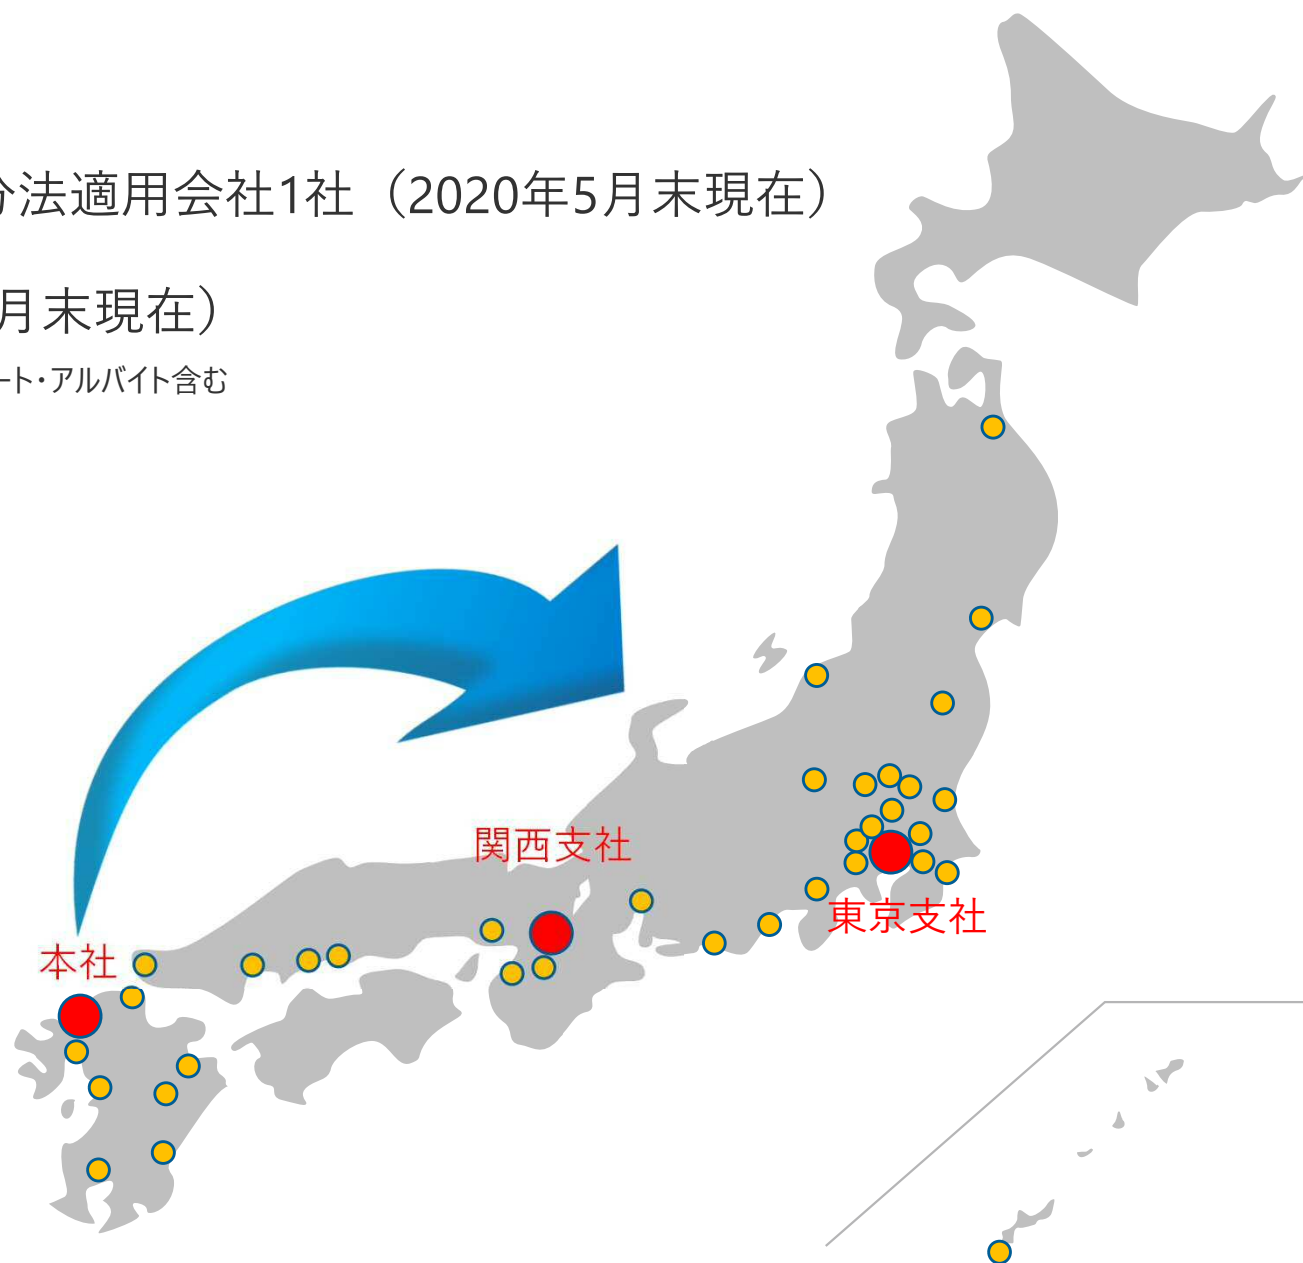 分法適用会社1社（2020年5月末現在）
月末現在）
ート・アルバイト含む
関西支社
東京支社
本社